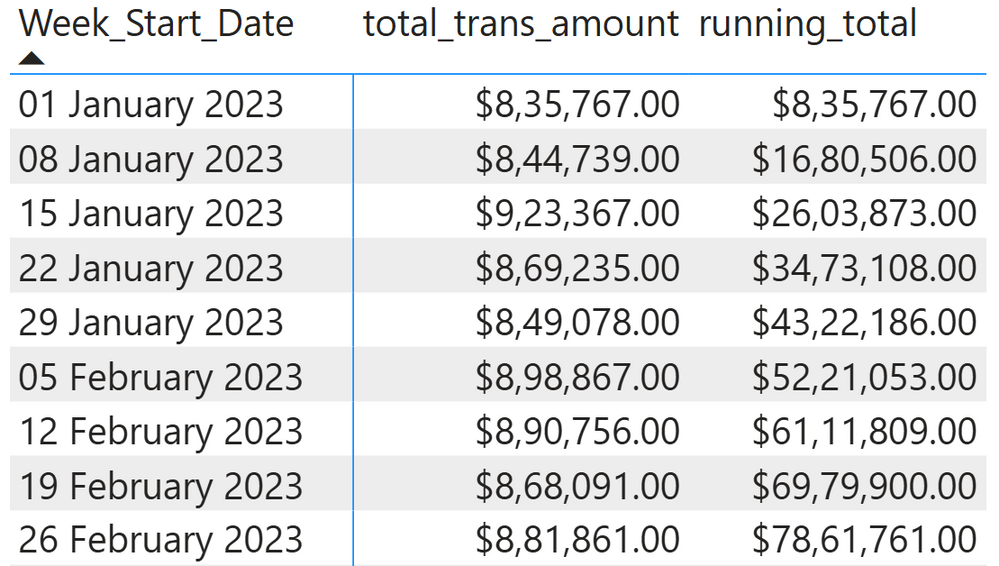 Week_Start_Date total_trans_amount running_total
01 January 2023 $8,35,767.00 $8,35,767.00
08 January 2023 $8,44,739.00 $16,80,506.00
15 January 2023 $9,23,367.00 $26,03,873.00
22 January 2023 $8,69,235.00 $34,73,108.00
29 January 2023 $8,49,078.00 $43,22,186.00
05 February 2023 $8,98,867.00 $52,21,053.00
12 February 2023 $8,90,756.00 $61,11,809.00
19 February 2023 $8,68,091.00 $69,79,900.00
26 February 2023 $8,81,861.00 $78,61,761.00